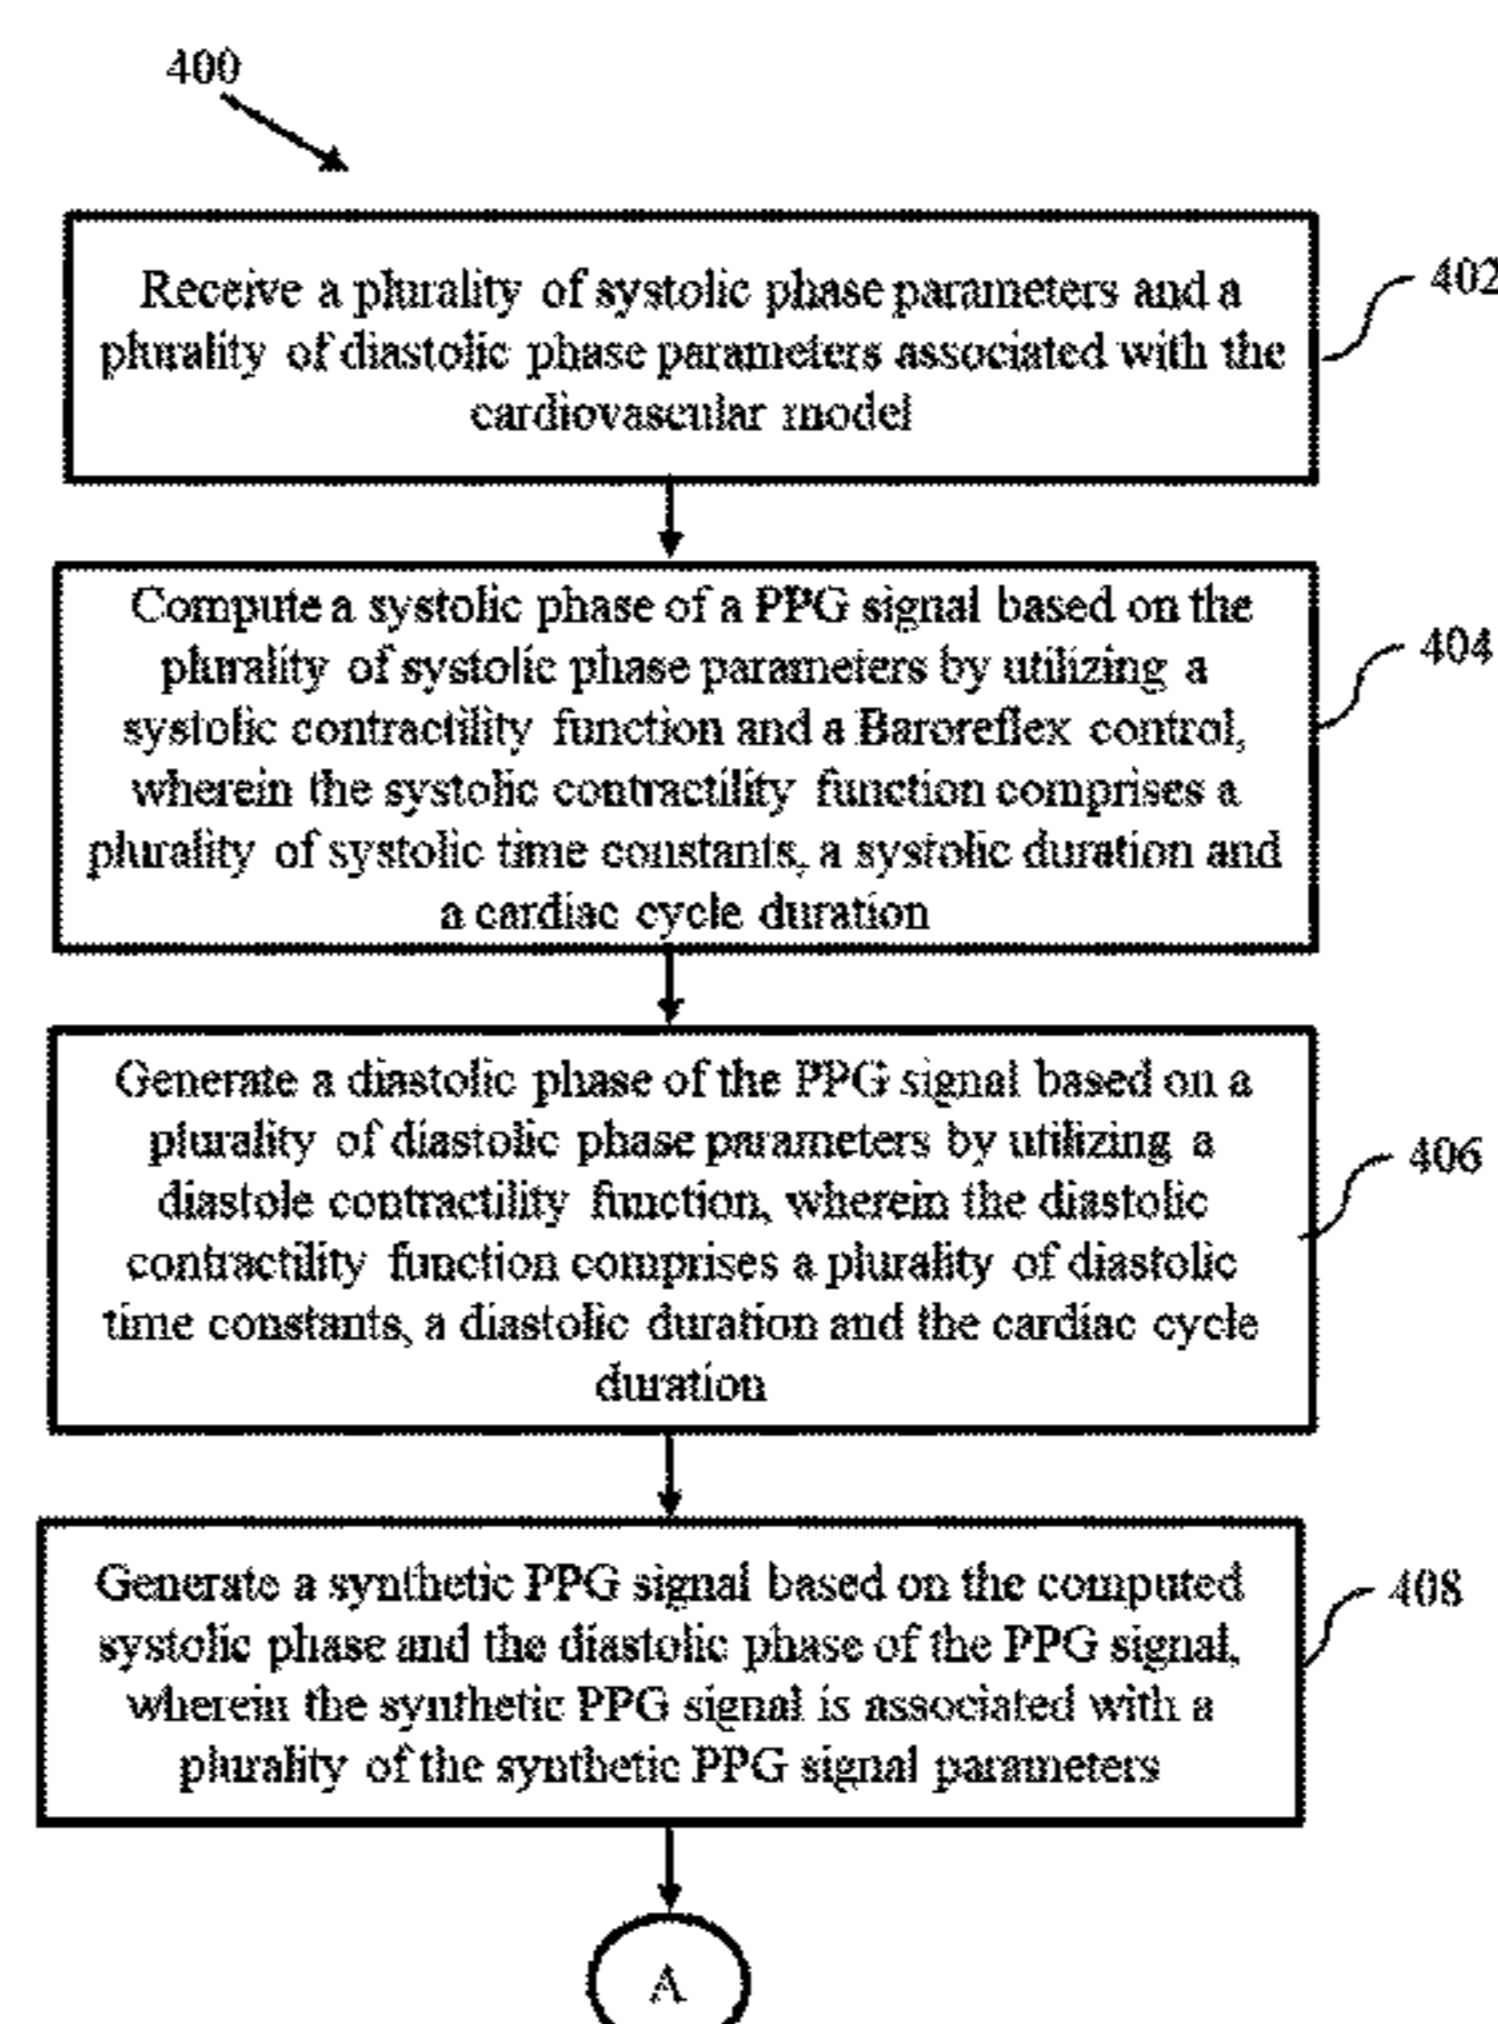 400
Receive a plurality of systolic phase parameters and a
plurality of diastolic phase parameters associated with the
cardiovascular model
402
Compute a systolic phase of a PPG signal based on the
plurality of systolic phase parameters by utilizing a
systolic contractility function and a Baroreflex control,
wherein the systolic contractility function comprises a
plurality of systolic time constants, a systolic duration and
a cardiac cycle duration
404
Generate a diastolic phase of the PPG signal based on a
plurality of diastolic phase parameters by utilizing a
diastole contractility function, wherein the diastolic
contractility function comprises a plurality of diastolic
time constants, a diastolic duration and the cardiac cycle
duration
406
Generate a synthetic PPG signal based on the computed
systolic phase and the diastolic phase of the PPG signal,
wherein the synthetic PPG signal is associated with a
plurality of the synthetic PPG signal parameters
408
A